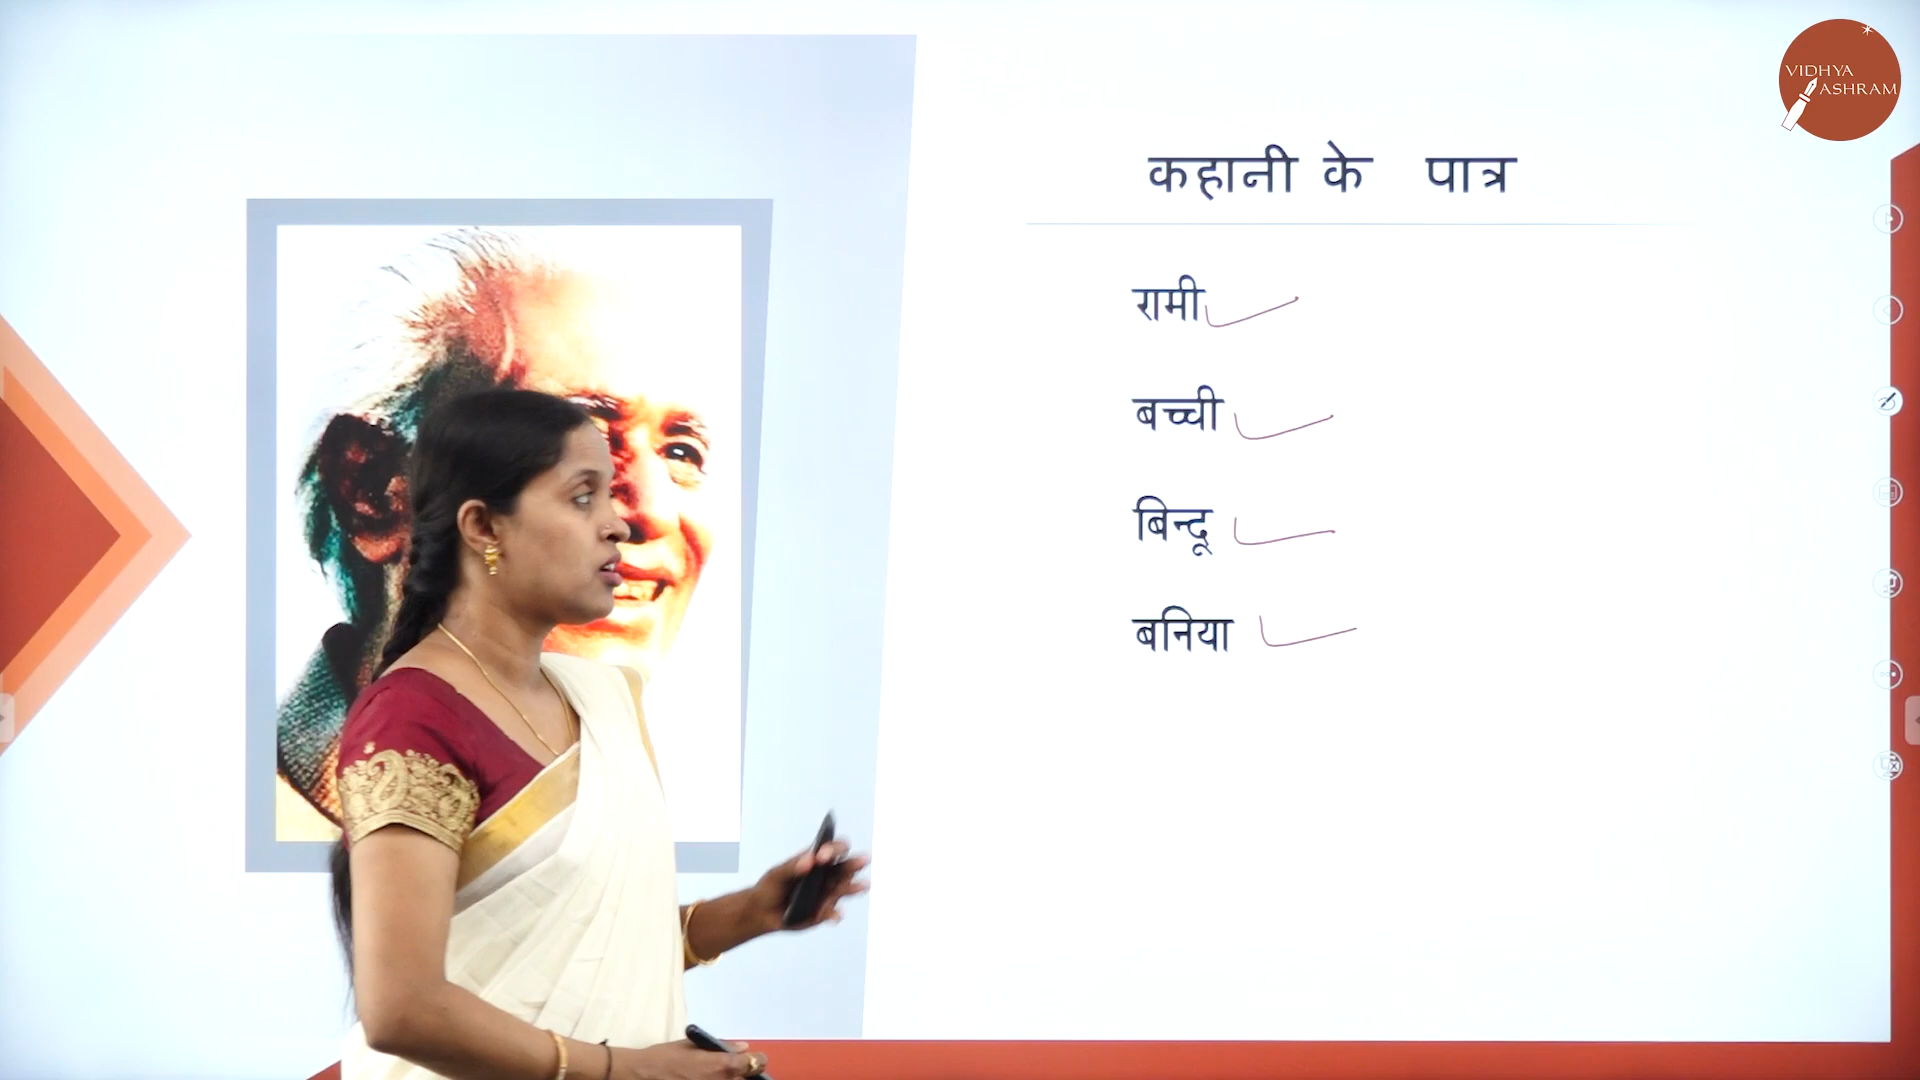 VIDHYA
ASHRAM
कहानी के पात्र
रामी
बच्ची
बिन्दू
बनिया